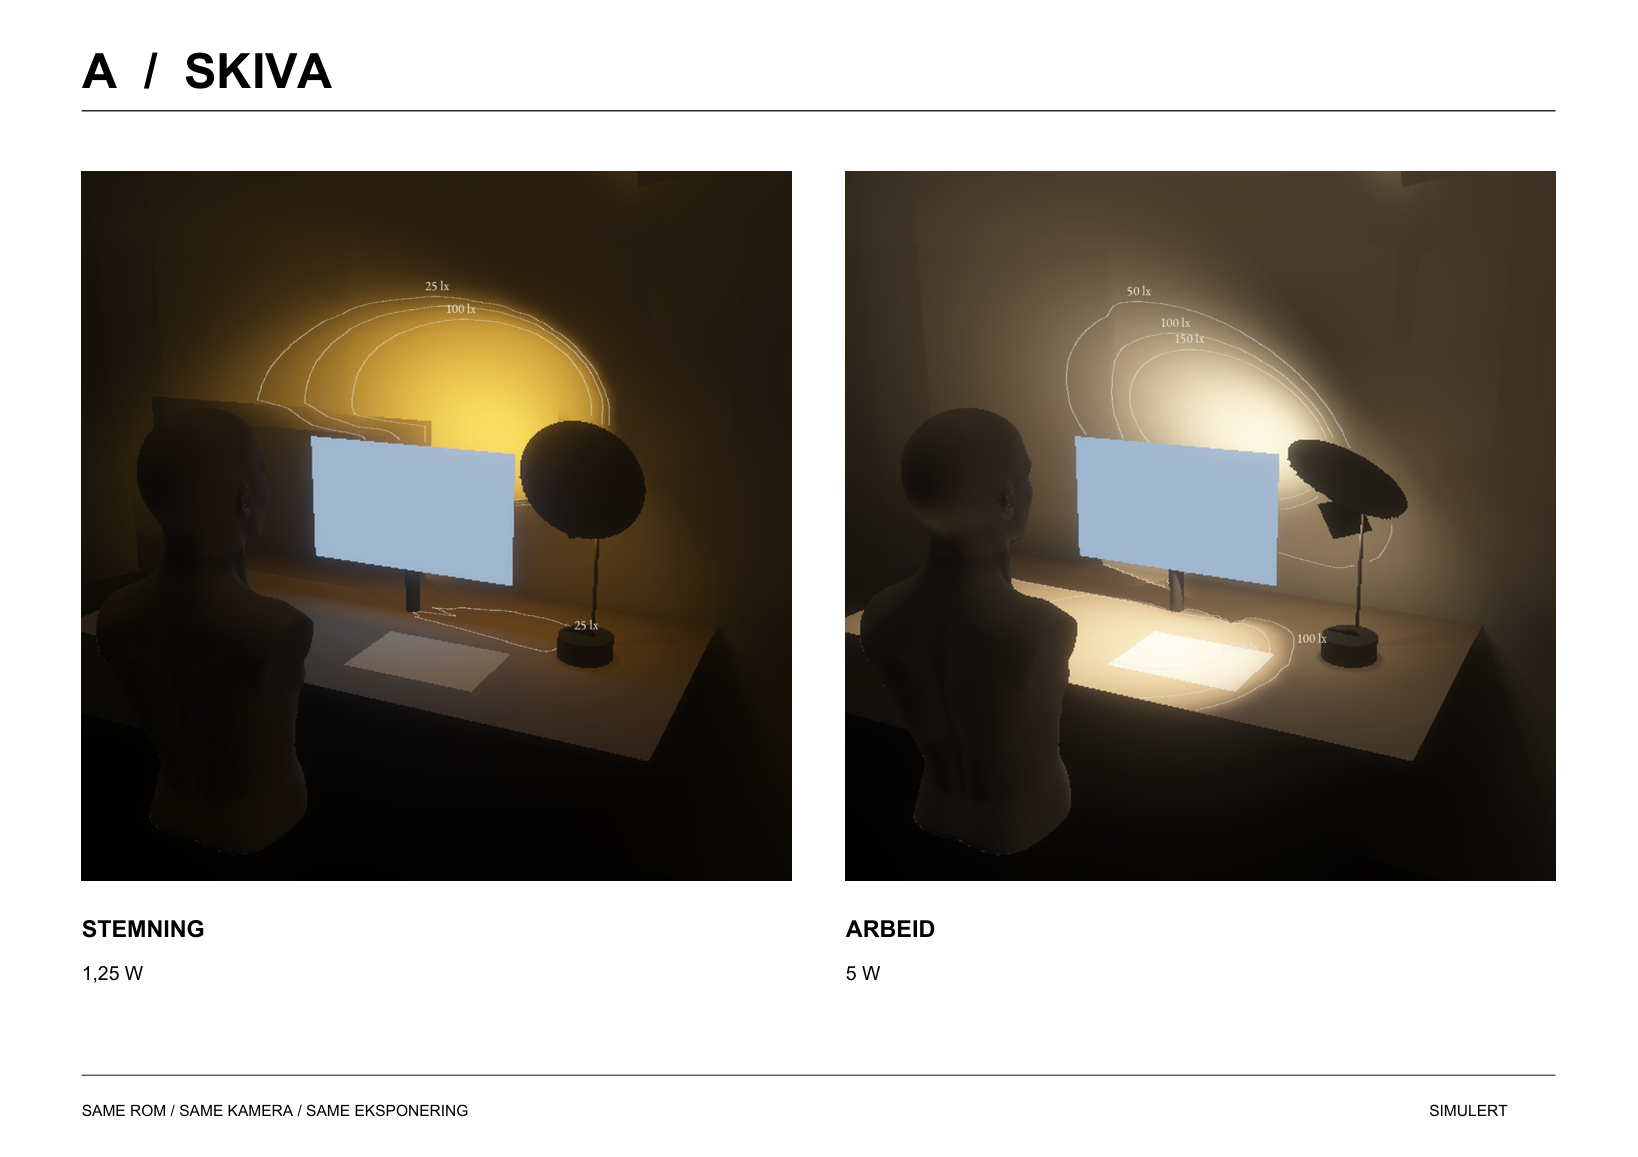 A / SKIVA
25 lx
100 lx
25 lx
50 lx
100 lx
150 lx
100 lx
STEMNING
1,25 W
ARBEID
5 W
SAME ROM / SAME KAMERA / SAME EKSPONERING
SIMULERT